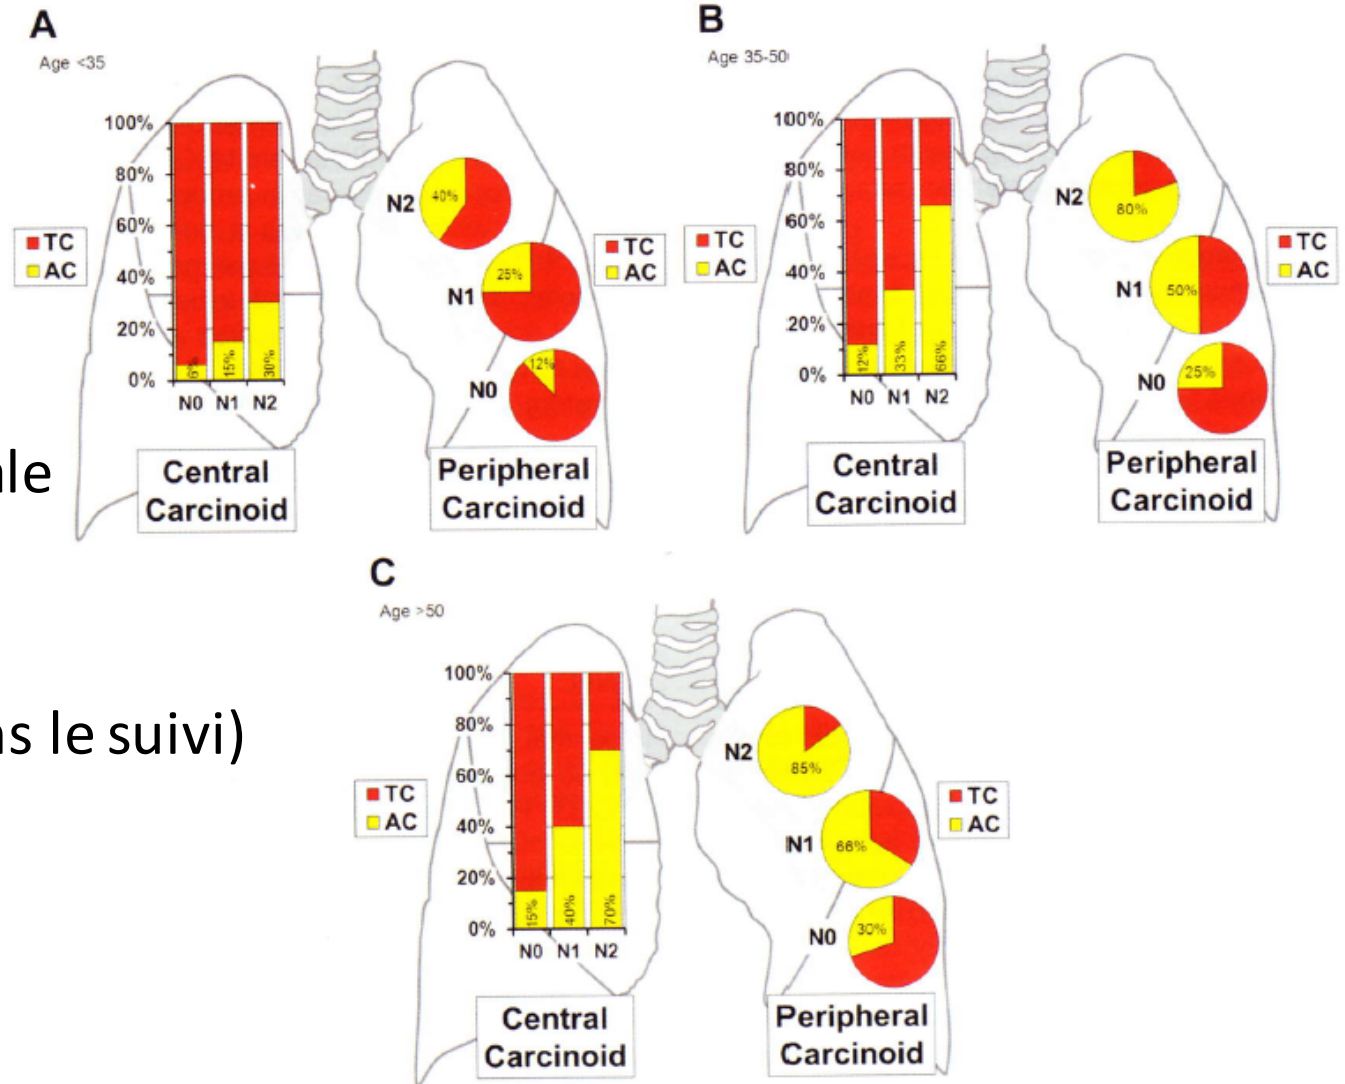 A
Age <35
100%
80%
60%
40%
20%
0%
6%
15%
30%
N0 N1 N2
TC
AC
Central
Carcinoid
N2
40%
N1
25%
N0
12%
TC
AC
Peripheral
Carcinoid
B
Age 35-50
100%
80%
60%
40%
20%
0%
12%
33%
66%
N0 N1 N2
TC
AC
Central
Carcinoid
N2
80%
N1
50%
N0
25%
TC
AC
Peripheral
Carcinoid
ale
C
Age >50
100%
80%
60%
40%
20%
0%
15%
40%
70%
N0 N1 N2
TC
AC
Central
Carcinoid
N2
85%
N1
66%
N0
30%
TC
AC
Peripheral
Carcinoid
ns le suivi)